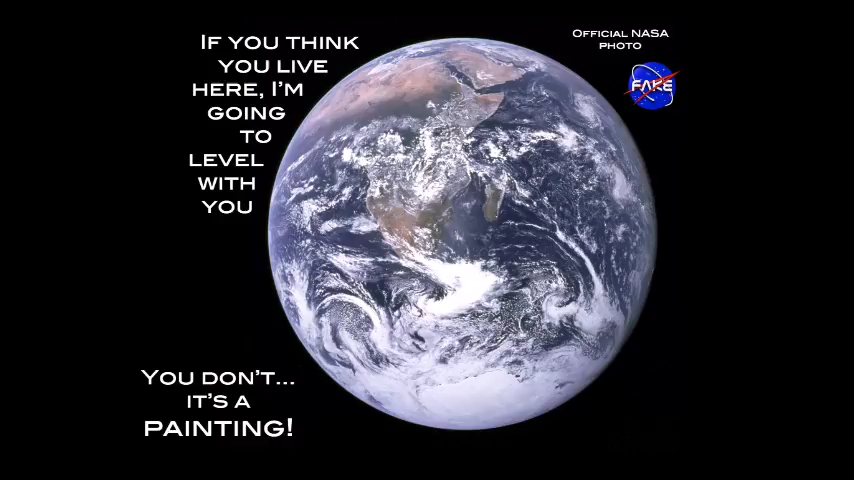 If you think
you live
here, I'm
going
to
level
with
you
Official NASA
photo
FAKE
You don't...
it's a
painting!